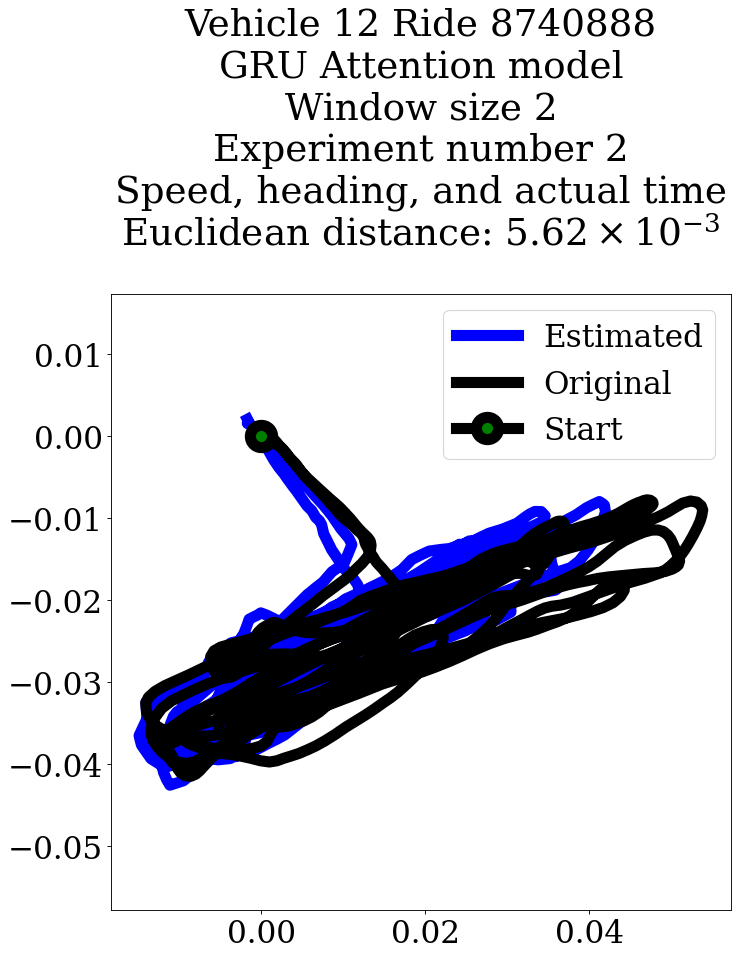 Vehicle 12 Ride 8740888
GRU Attention model
Window size 2
Experiment number 2
Speed, heading, and actual time
Euclidean distance: 5.62 × 10⁻³
Estimated
Original
Start
0.01
0.00
−0.01
−0.02
−0.03
−0.04
−0.05
0.00 0.02 0.04